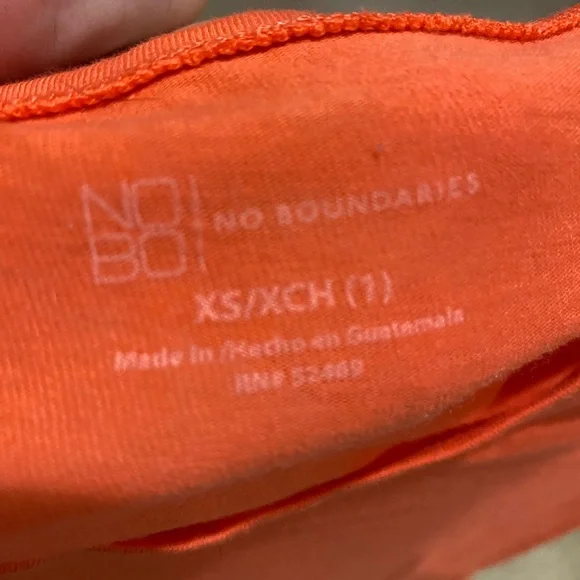 NO
BO
NO BOUNDARIES
XS/XCH (1)
Made in /Hecho en Guatemala
RN# 52469